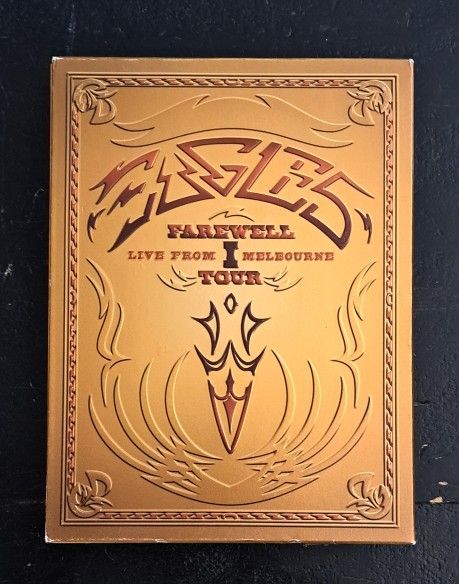 EAGLES
FAREWELL
LIVE FROM I MELBOURNE
TOUR